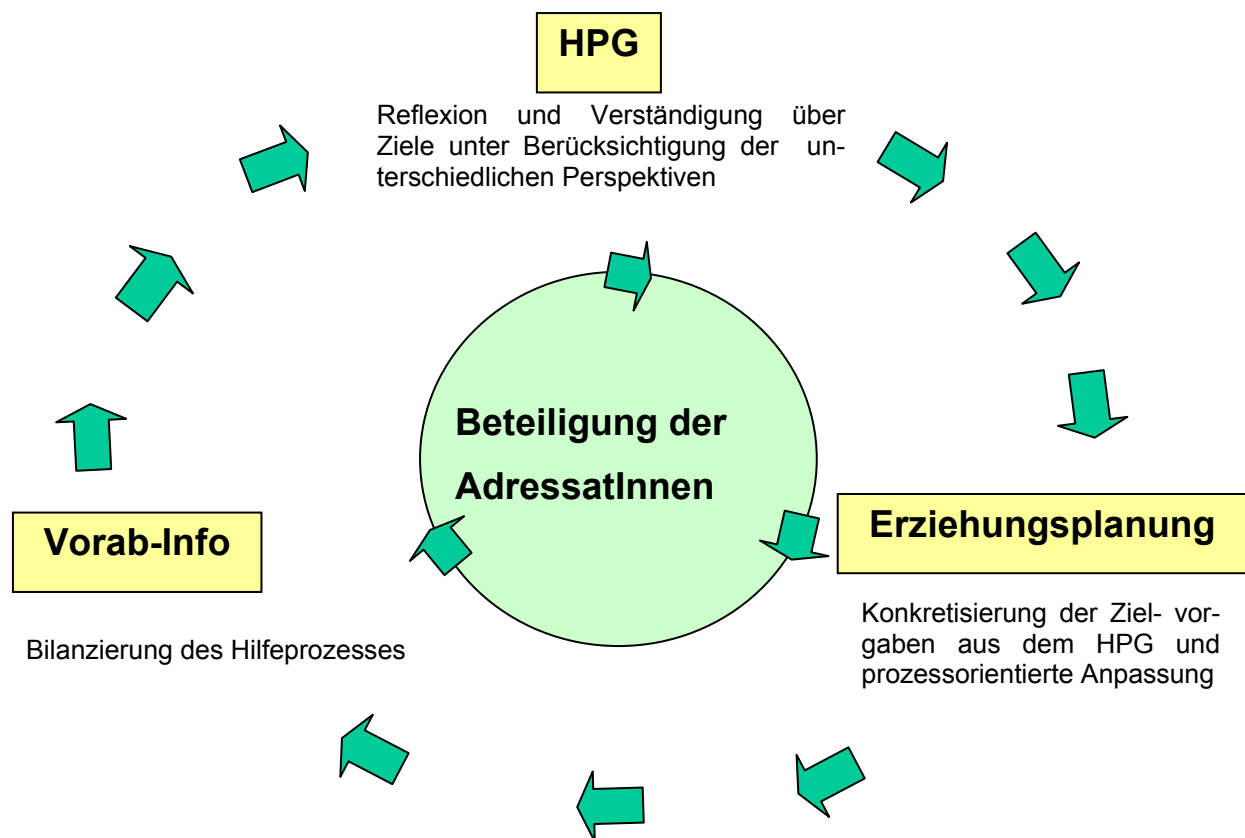 HPG
Reflexion und Verständigung über
Ziele unter Berücksichtigung der un-
terschiedlichen Perspektiven
Beteiligung der
AdressatInnen
Vorab-Info
Bilanzierung des Hilfeprozesses
Erziehungsplanung
Konkretisierung der Ziel- vor-
gaben aus dem HPG und
prozessorientierte Anpassung